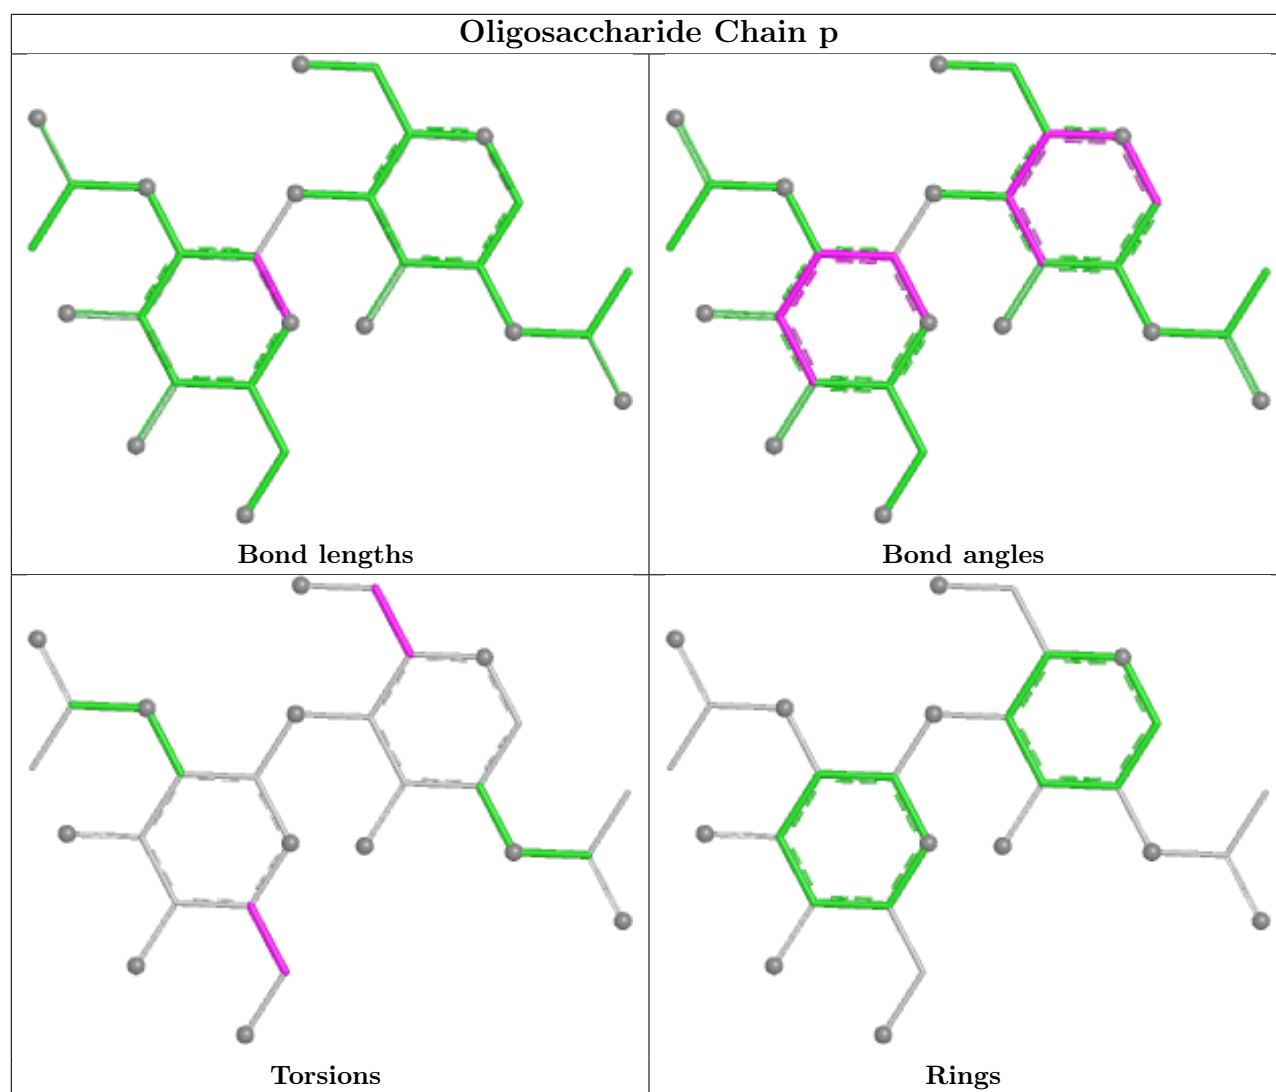 Oligosaccharide Chain p
Bond lengths
Bond angles
Torsions
Rings